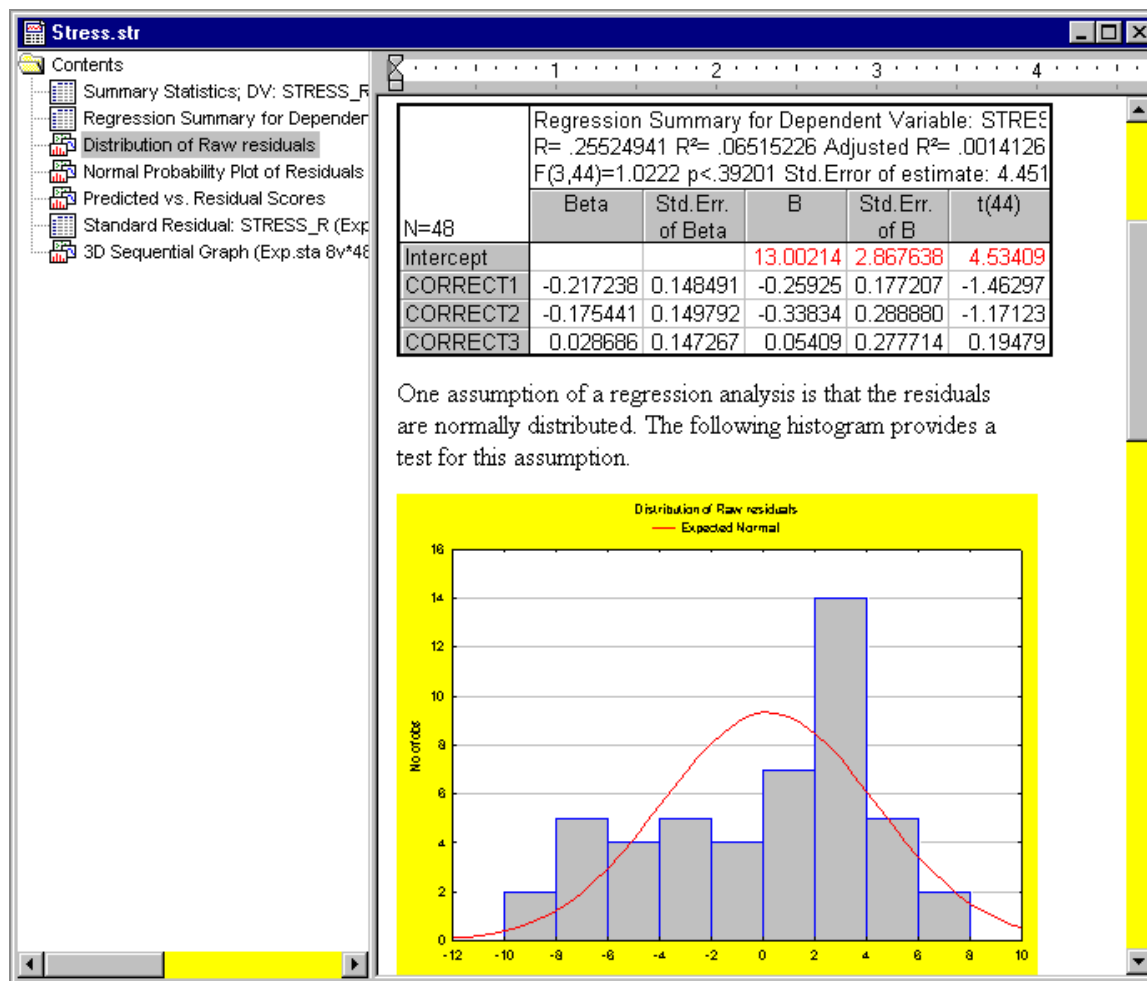 Stress.str
Contents
Summary Statistics; DV: STRESS_R
Regression Summary for Dependen
Distribution of Raw residuals
Normal Probability Plot of Residuals
Predicted vs. Residual Scores
Standard Residual: STRESS_R (Exp
3D Sequential Graph (Exp.sta 8v*48
1 2 3 4
Regression Summary for Dependent Variable: STRES
R= .25524941 R²= .06515226 Adjusted R²= .0014126
F(3,44)=1.0222 p<.39201 Std.Error of estimate: 4.451
N=48 Beta Std.Err. of Beta B Std.Err. of B t(44)
Intercept 13.00214 2.867638 4.53409
CORRECT1 -0.217238 0.148491 -0.25925 0.177207 -1.46297
CORRECT2 -0.175441 0.149792 -0.33834 0.288880 -1.17123
CORRECT3 0.028686 0.147267 0.05409 0.277714 0.19479
One assumption of a regression analysis is that the residuals
are normally distributed. The following histogram provides a
test for this assumption.
Distribution of Raw residuals
Expected Normal
No of obs
16
14
12
10
8
6
4
2
0
-12 -10 -8 -6 -4 -2 0 2 4 6 8 10